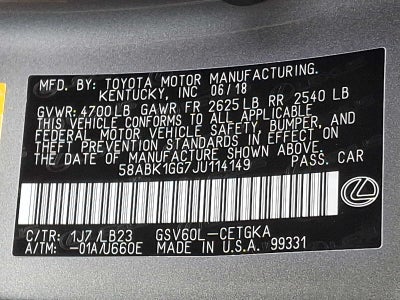 MFD. BY: TOYOTA MOTOR MANUFACTURING.
KENTUCKY, INC 06/18
GVWR: 4700LB GAWR FR 2625LB RR 2540 LB
THIS VEHICLE CONFORMS TO ALL APPLICABLE
FEDERAL MOTOR VEHICLE SAFETY, BUMPER, AND
THEFT PREVENTION STANDARDS IN EFFECT ON
THE DATE OF MANUFACTURE SHOWN ABOVE.
58ABK1GG7JU114149 PASS. CAR
C/TR: 1J7/LB23 GSV60L-CETGKA
A/TM: -01A/U660E MADE IN U.S.A. 99331